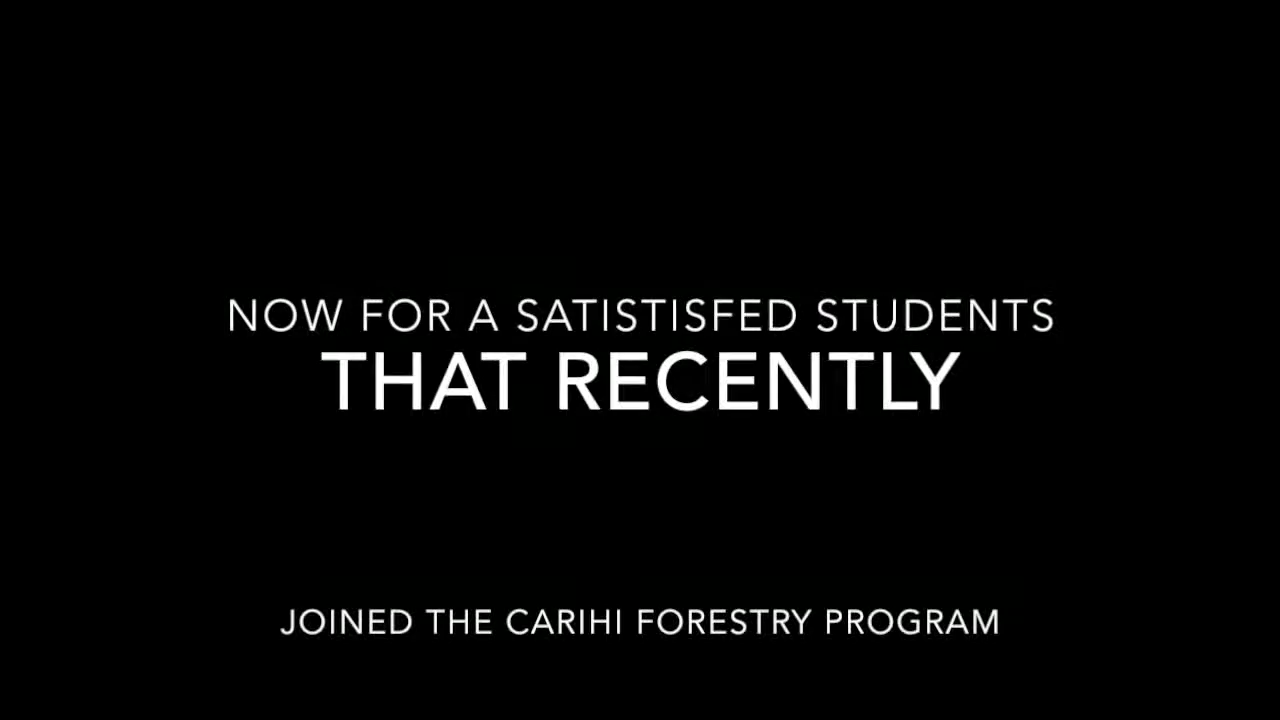 NOW FOR A SATISTISFED STUDENTS
THAT RECENTLY
JOINED THE CARIHI FORESTRY PROGRAM